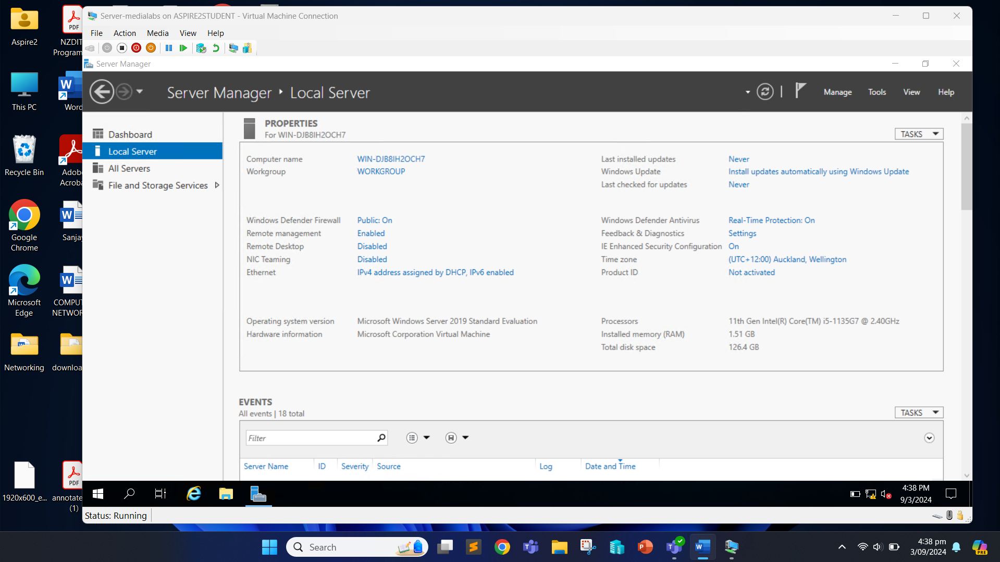 Server-medialabs on ASPIRE2STUDENT - Virtual Machine Connection
File Action Media View Help
Server Manager
Server Manager ‣ Local Server
Manage Tools View Help
Dashboard
Local Server
All Servers
File and Storage Services
PROPERTIES
For WIN-DJB8IH2OCH7
TASKS
Computer name WIN-DJB8IH2OCH7
Workgroup WORKGROUP
Last installed updates Never
Windows Update Install updates automatically using Windows Update
Last checked for updates Never
Windows Defender Firewall Public: On
Remote management Enabled
Remote Desktop Disabled
NIC Teaming Disabled
Ethernet IPv4 address assigned by DHCP, IPv6 enabled
Windows Defender Antivirus Real-Time Protection: On
Feedback & Diagnostics Settings
IE Enhanced Security Configuration On
Time zone (UTC+12:00) Auckland, Wellington
Product ID Not activated
Operating system version Microsoft Windows Server 2019 Standard Evaluation
Hardware information Microsoft Corporation Virtual Machine
Processors 11th Gen Intel(R) Core(TM) i5-1135G7 @ 2.40GHz
Installed memory (RAM) 1.51 GB
Total disk space 126.4 GB
EVENTS
All events | 18 total
TASKS
Filter
Server Name ID Severity Source Log Date and Time
4:38 PM
9/3/2024
Status: Running
Aspire2
This PC
Recycle Bin
Google
Chrome
Microsoft
Edge
Networking
1920x600_e...
PDF
NZDIT
Program
Word
Adobe
Acroba
Sanjay
COMPUT
NETWOR
downloa
PDF
annotate
(1)
Search
4:38 pm
3/09/2024
PRE